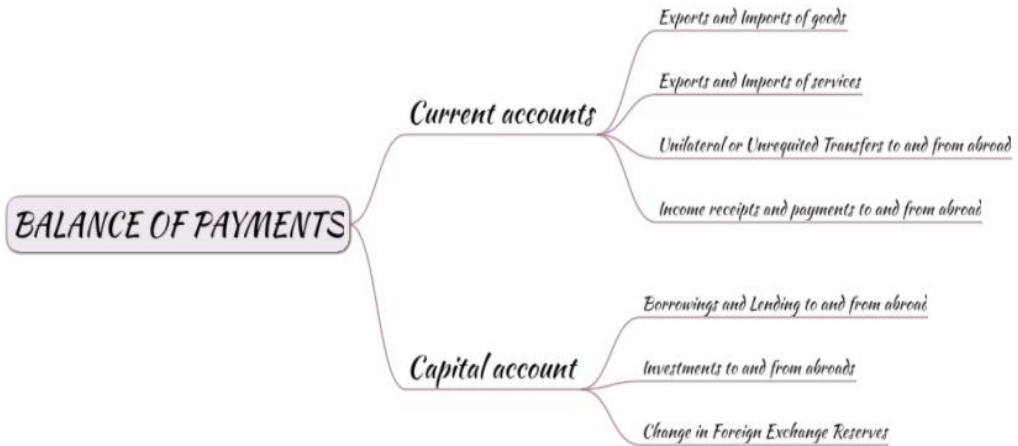 BALANCE OF PAYMENTS
Current accounts
Exports and Imports of goods
Exports and Imports of services
Unilateral or Unrequited Transfers to and from abroad
Income receipts and payments to and from abroad
Capital account
Borrowings and Lending to and from abroad
Investments to and from abroads
Change in Foreign Exchange Reserves